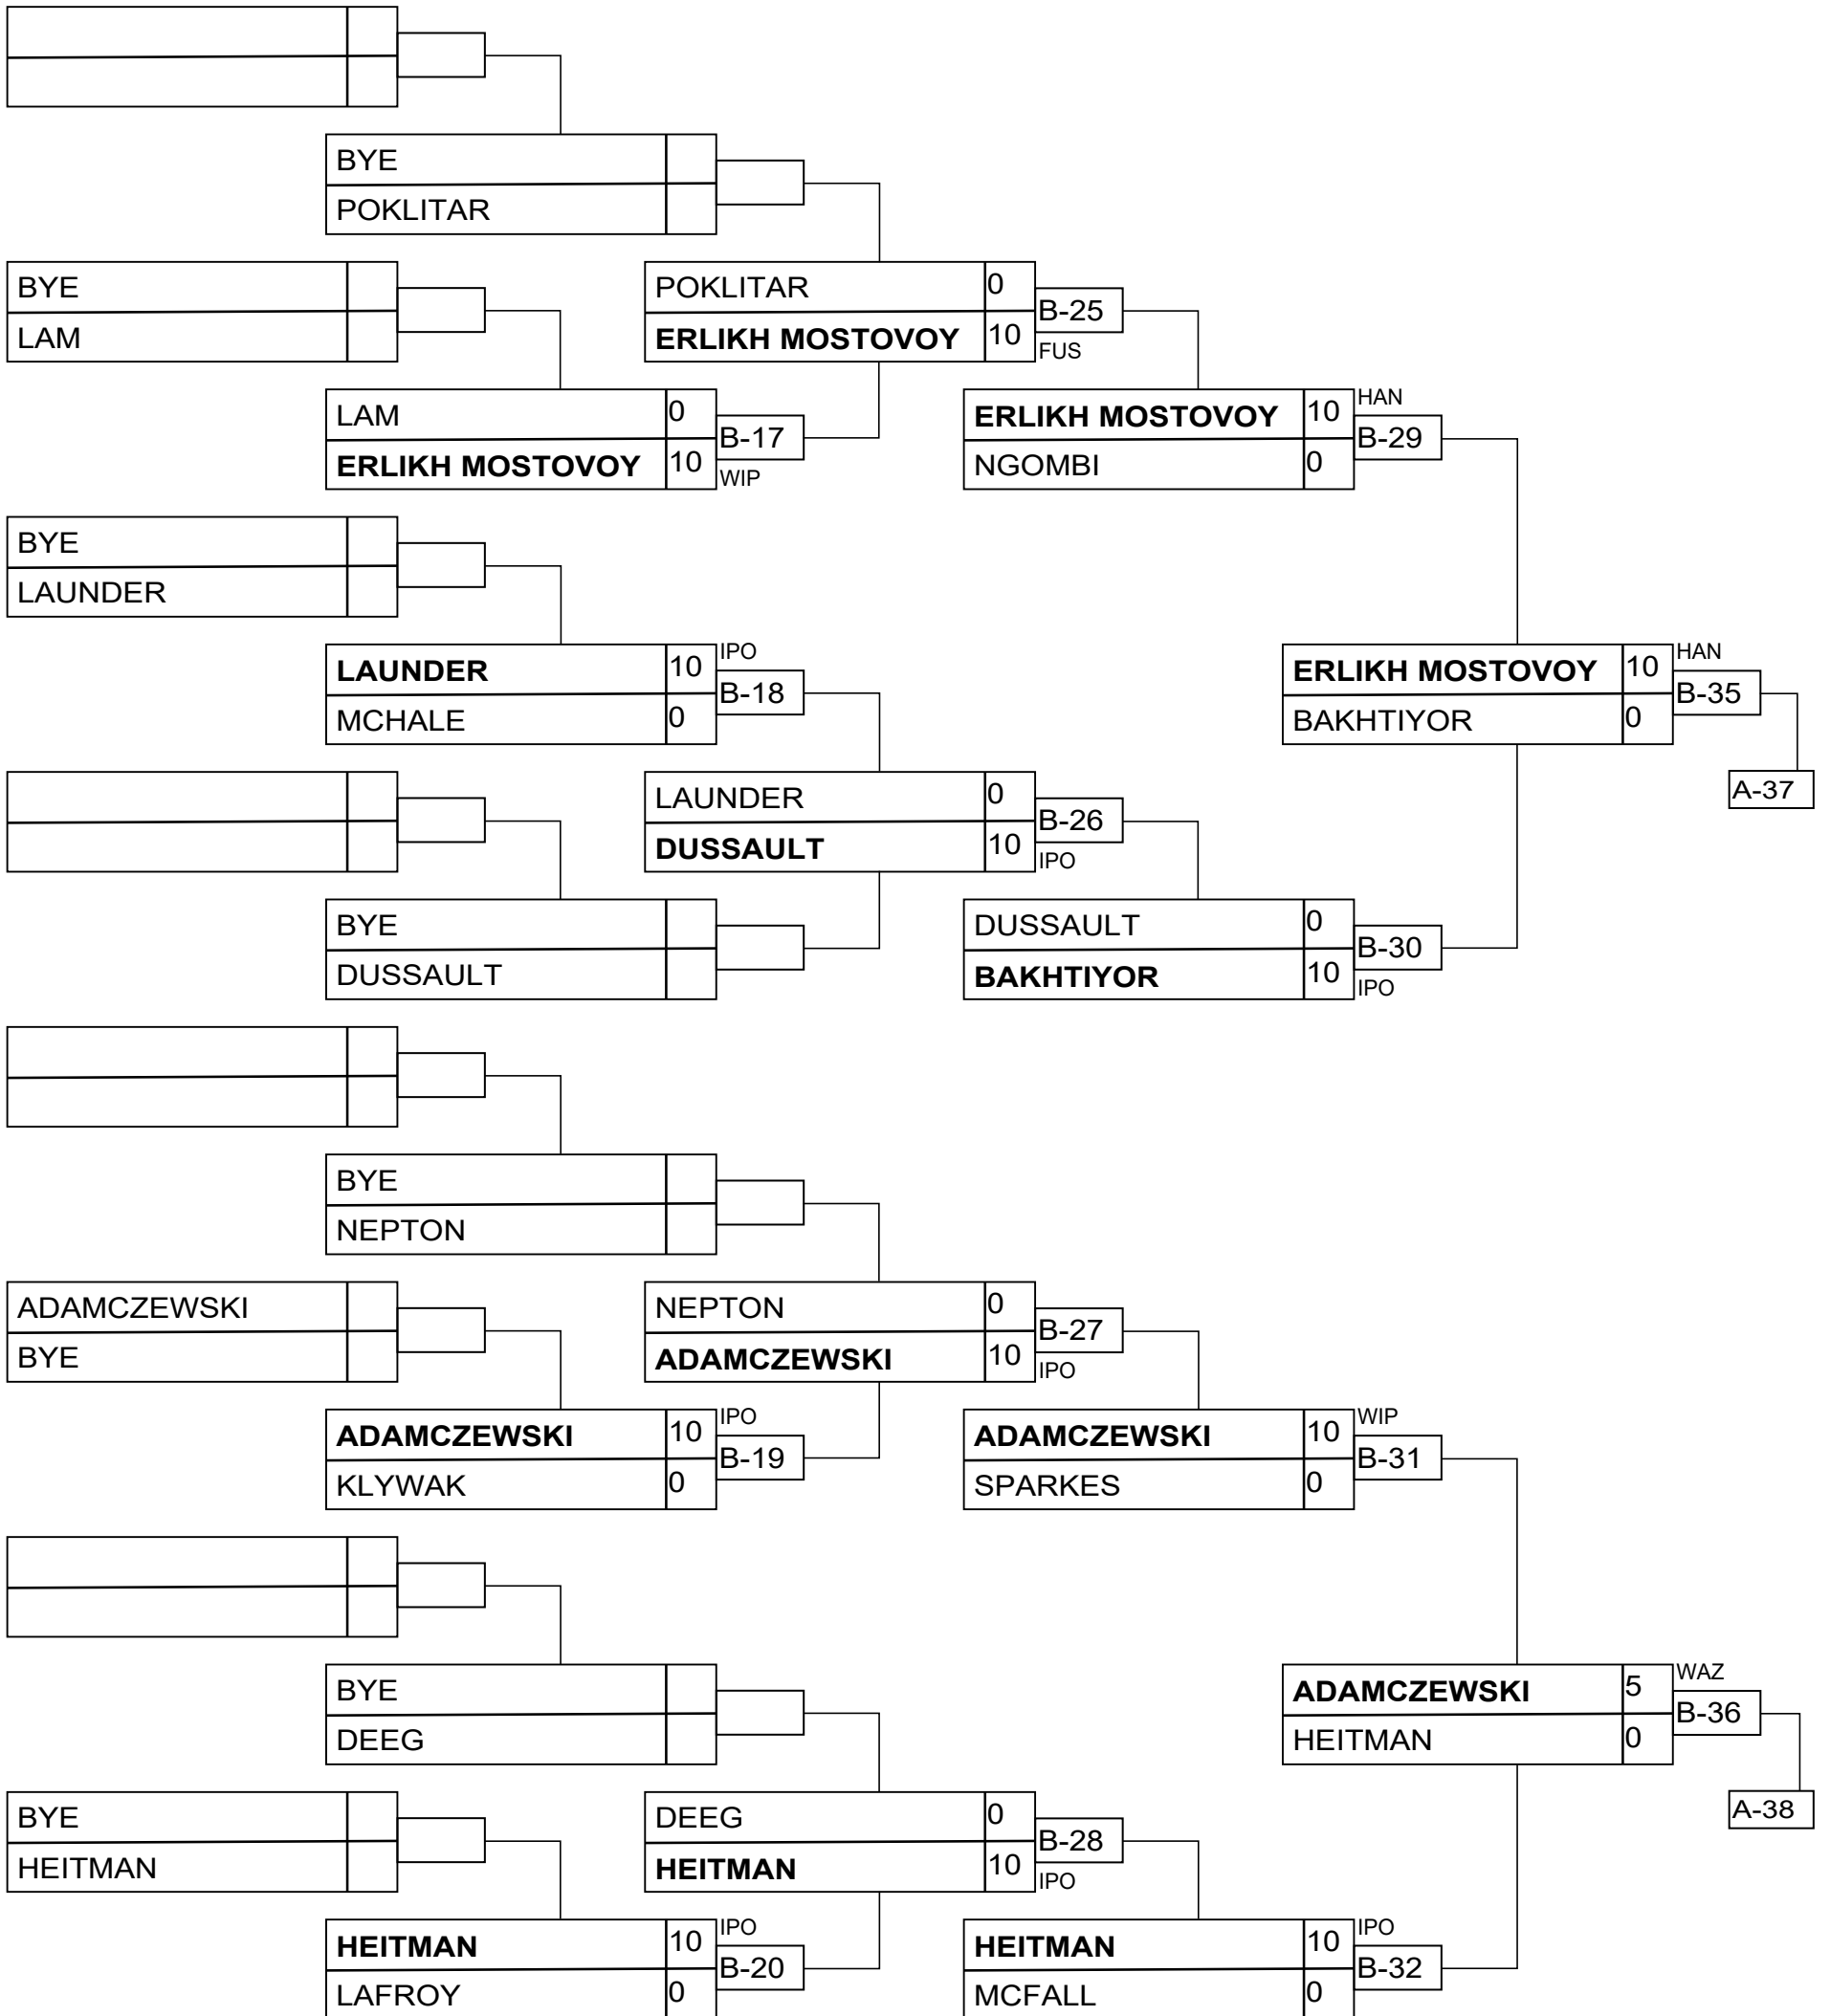 BYE
POKLITAR
BYE
LAM
POKLITAR 0
ERLIKH MOSTOVOY 10
B-25
FUS
LAM 0
ERLIKH MOSTOVOY 10
B-17
WIP
ERLIKH MOSTOVOY 10
NGOMBI 0
HAN
B-29
BYE
LAUNDER
LAUNDER 10
MCHALE 0
IPO
B-18
ERLIKH MOSTOVOY 10
BAKHTIYOR 0
HAN
B-35
A-37
LAUNDER 0
DUSSAULT 10
B-26
IPO
BYE
DUSSAULT
DUSSAULT 0
BAKHTIYOR 10
B-30
IPO
BYE
NEPTON
ADAMCZEWSKI
BYE
NEPTON 0
ADAMCZEWSKI 10
B-27
IPO
ADAMCZEWSKI 10
KLYWAK 0
IPO
B-19
ADAMCZEWSKI 10
SPARKES 0
WIP
B-31
BYE
DEEG
ADAMCZEWSKI 5
HEITMAN 0
WAZ
B-36
A-38
BYE
HEITMAN
DEEG 0
HEITMAN 10
B-28
IPO
HEITMAN 10
LAFROY 0
IPO
B-20
HEITMAN 10
MCFALL 0
IPO
B-32